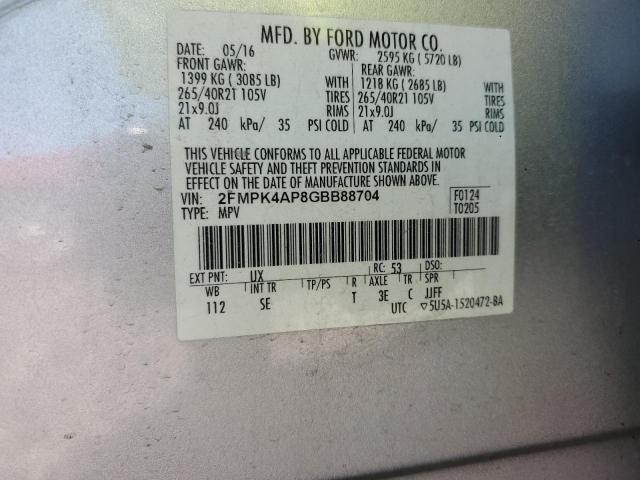 MFD. BY FORD MOTOR CO.
DATE: 05/16 GVWR: 2595 KG ( 5720 LB)
FRONT GAWR: REAR GAWR:
1399 KG ( 3085 LB) WITH 1218 KG ( 2685 LB) WITH
265/40R21 105V TIRES 265/40R21 105V TIRES
21x9.0J RIMS 21x9.0J RIMS
AT 240 kPa/ 35 PSI COLD AT 240 kPa/ 35 PSI COLD
THIS VEHICLE CONFORMS TO ALL APPLICABLE FEDERAL MOTOR
VEHICLE SAFETY AND THEFT PREVENTION STANDARDS IN
EFFECT ON THE DATE OF MANUFACTURE SHOWN ABOVE.
VIN: 2FMPK4AP8GBB88704 F0124
TYPE: MPV T0205
EXT PNT: UX RC: 53 DSO:
WB INT TR TP/PS R AXLE TR SPR
112 SE T 3E C JJFF
UTC ▽5U5A-1520472-BA